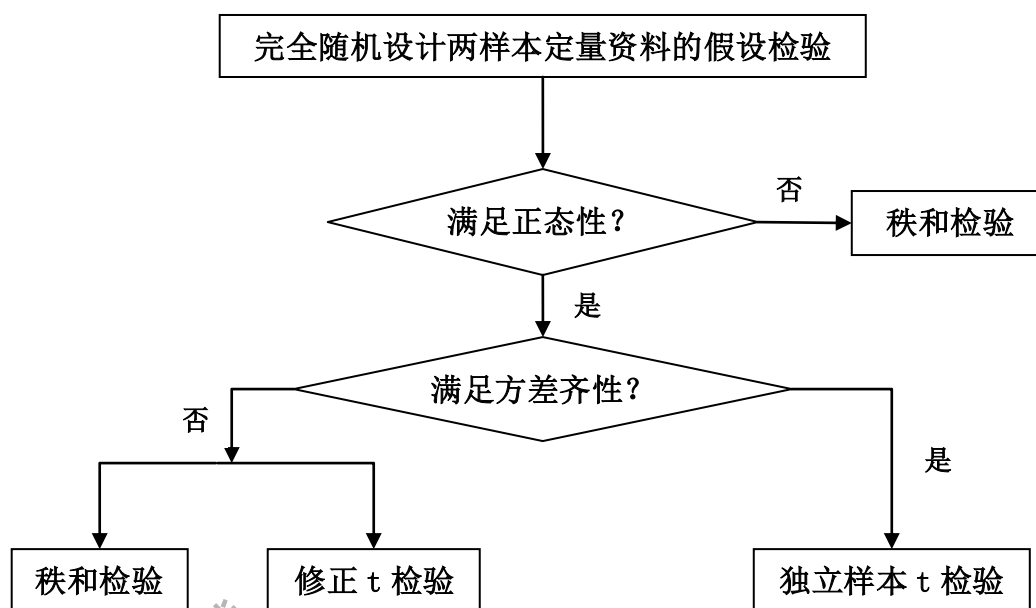 完全随机设计两样本定量资料的假设检验
满足正态性？
否
秩和检验
是
满足方差齐性？
否
是
秩和检验
修正 t 检验
独立样本 t 检验